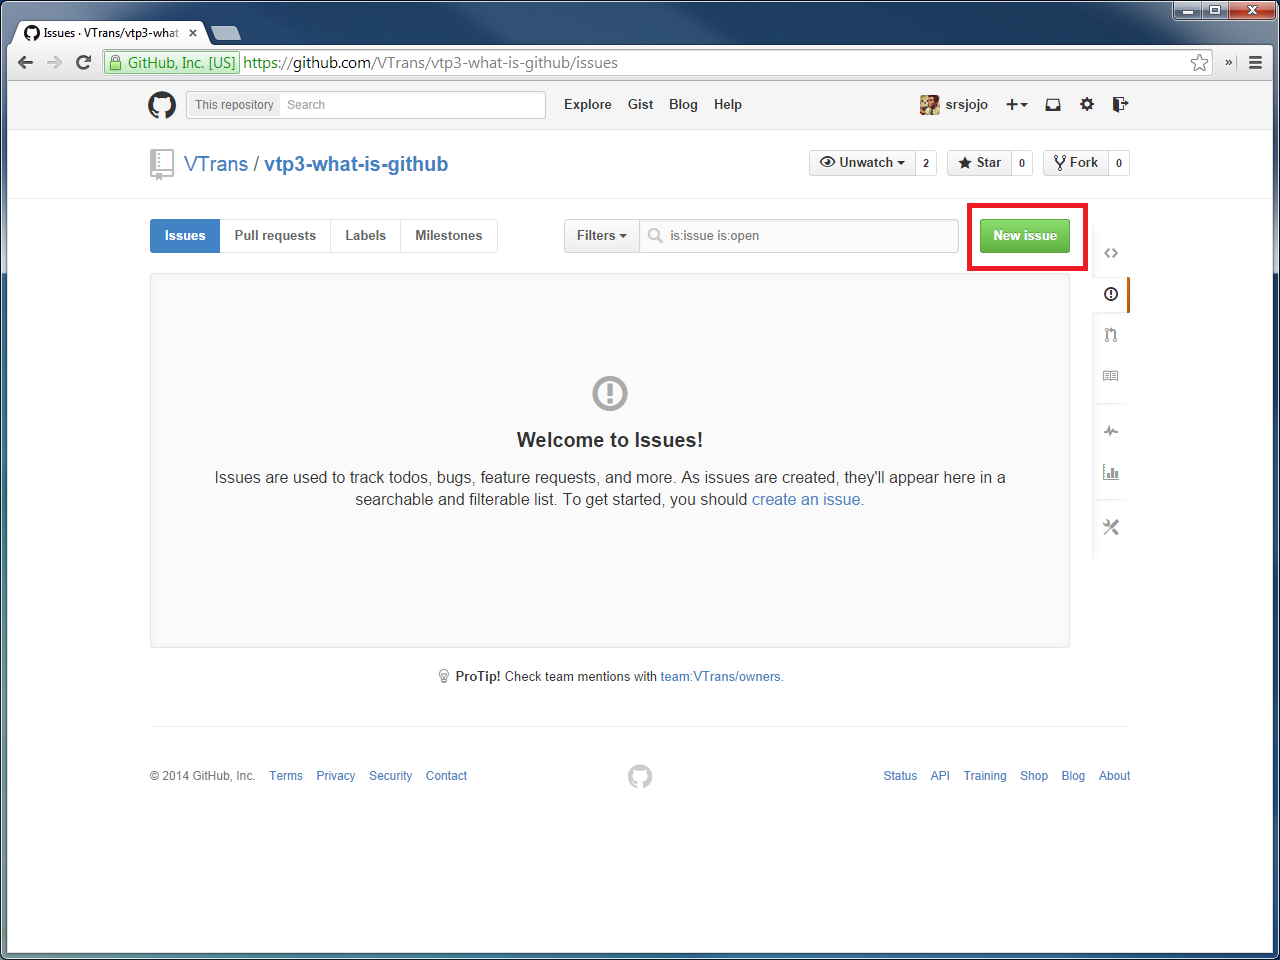 Issues · VTrans/vtp3-what
GitHub, Inc. [US] https://github.com/VTrans/vtp3-what-is-github/issues
This repository Search Explore Gist Blog Help srsjojo
VTrans / vtp3-what-is-github Unwatch 2 Star 0 Fork 0
Issues Pull requests Labels Milestones Filters is:issue is:open New issue
Welcome to Issues!
Issues are used to track todos, bugs, feature requests, and more. As issues are created, they'll appear here in a
searchable and filterable list. To get started, you should create an issue.
ProTip! Check team mentions with team:VTrans/owners.
© 2014 GitHub, Inc. Terms Privacy Security Contact Status API Training Shop Blog About